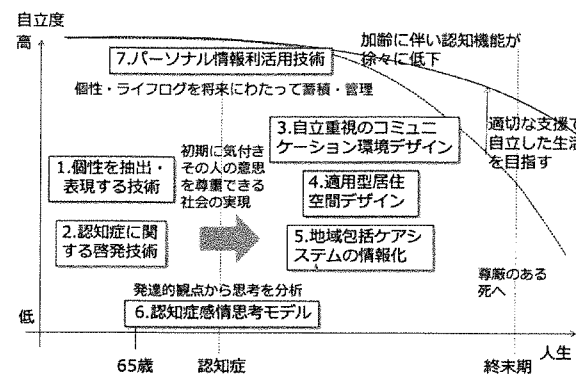 自立度
高
7.パーソナル情報利活用技術
加齢に伴い認知機能が
徐々に低下
個性・ライフログを将来にわたって蓄積・管理
3.自立重視のコミュニ
ケーション環境デザイン
適切な支援で
自立した生活
を目指す
1.個性を抽出・
表現する技術
初期に気付き
その人の意思
を尊重できる
社会の実現
4.適用型居住
空間デザイン
2.認知症に関
する啓発技術
5.地域包括ケアシ
ステムの情報化
尊厳のある
死へ
発達的観点から思考を分析
6.認知症感情思考モデル
低
65歳
認知症
終末期
人生